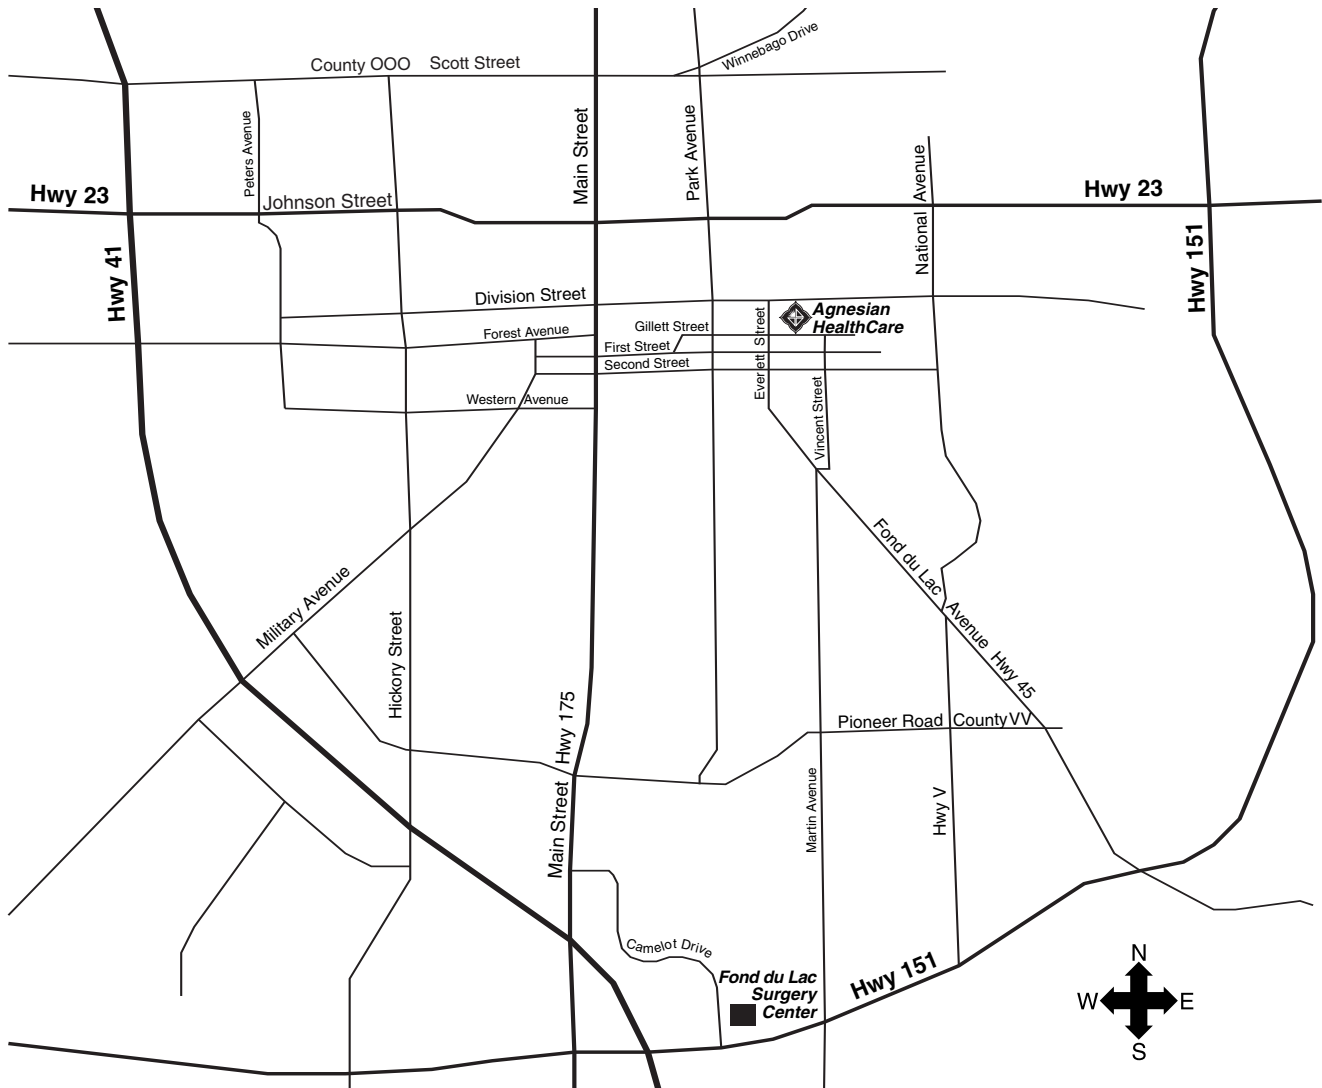 Winnebago Drive
County OOO Scott Street
Peters Avenue
Main Street
Park Avenue
National Avenue
Hwy 23
Johnson Street
Hwy 23
Hwy 41
Hwy 151
Division Street
Agnesian
HealthCare
Forest Avenue
Gillett Street
First Street
Second Street
Everett Street
Western Avenue
Vincent Street
Fond du Lac Avenue Hwy 45
Military Avenue
Hickory Street
Hwy 175
Pioneer Road County VV
Main Street
Martin Avenue
Hwy V
Camelot Drive
Fond du Lac
Surgery
Center
Hwy 151
N
W E
S